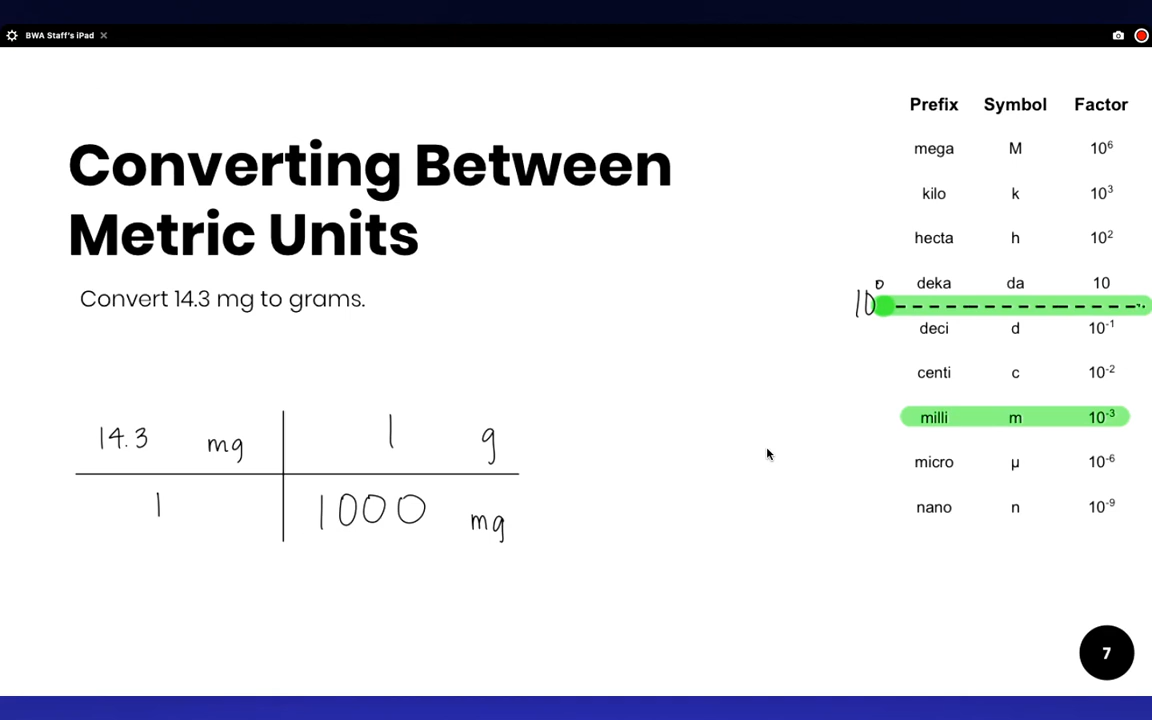 BWA Staff's iPad
Prefix Symbol Factor
Converting Between
Metric Units
Convert 14.3 mg to grams.
mega M 10⁶
kilo k 10³
hecta h 10²
deka da 10
10⁰
deci d 10⁻¹
centi c 10⁻²
milli m 10⁻³
micro μ 10⁻⁶
nano n 10⁻⁹
14.3 mg 1 g
1 1000 mg
7